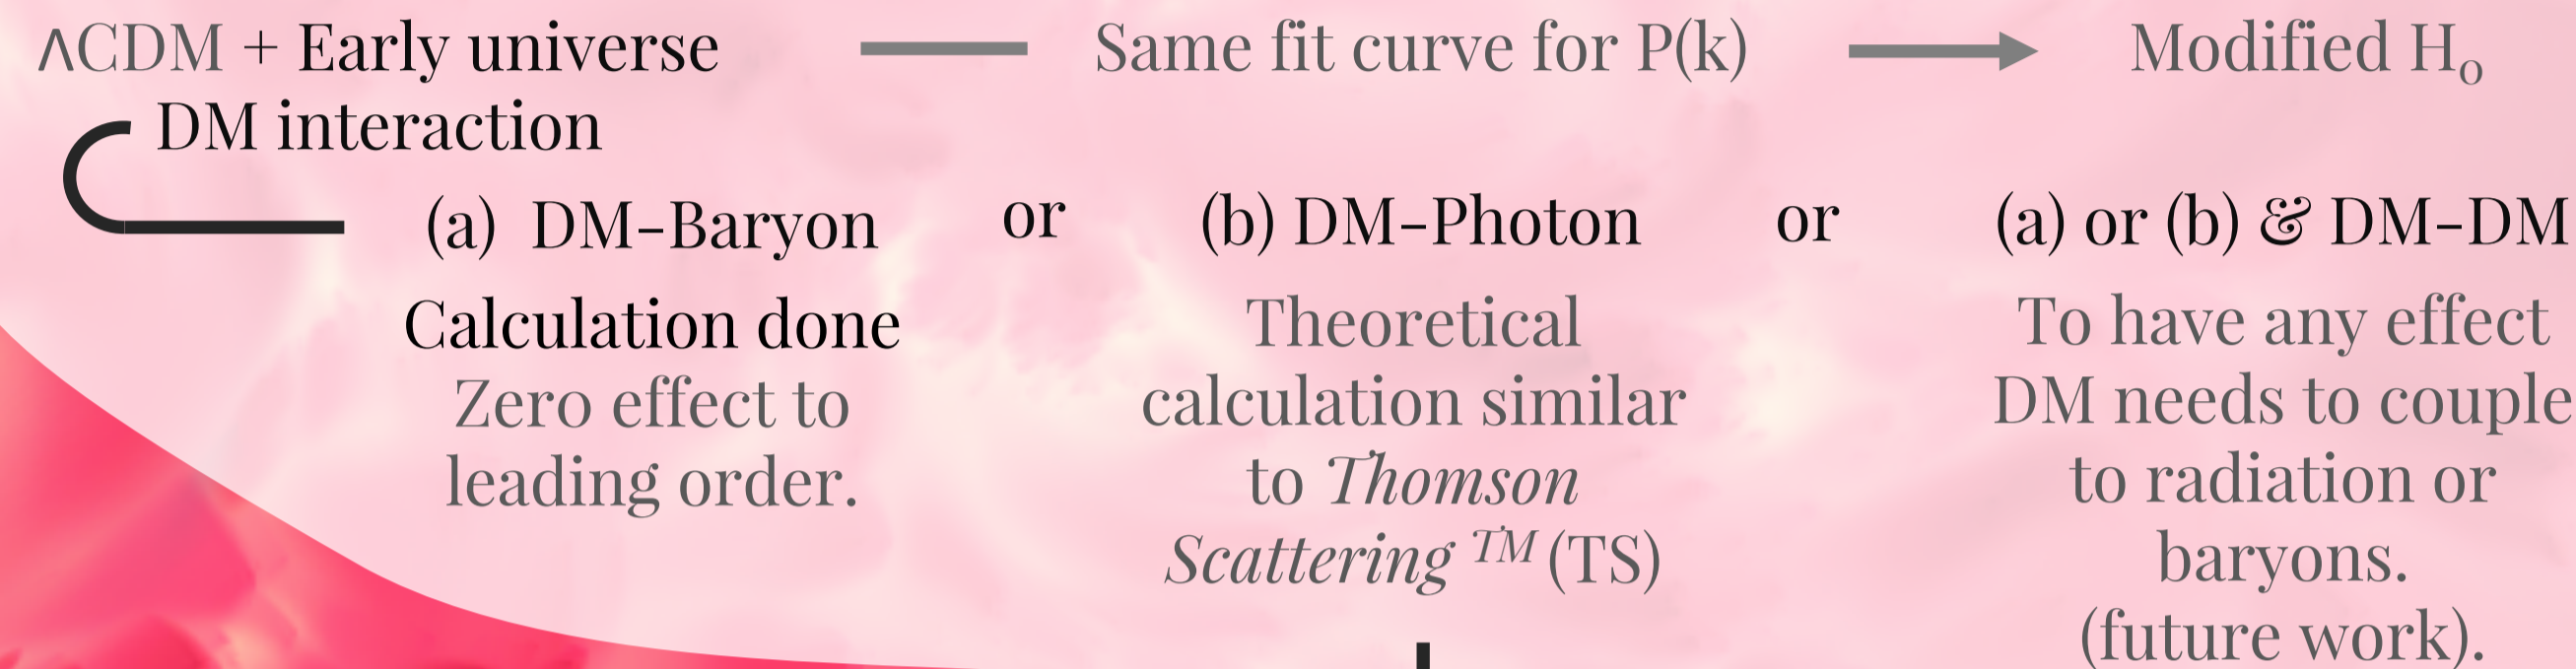 ΛCDM + Early universe
DM interaction
Same fit curve for P(k)
Modified H₀
(a) DM-Baryon
or
(b) DM-Photon
or
(a) or (b) & DM-DM
Calculation done
Zero effect to
leading order.
Theoretical
calculation similar
to Thomson
Scattering ™ (TS)
To have any effect
DM needs to couple
to radiation or
baryons.
(future work).